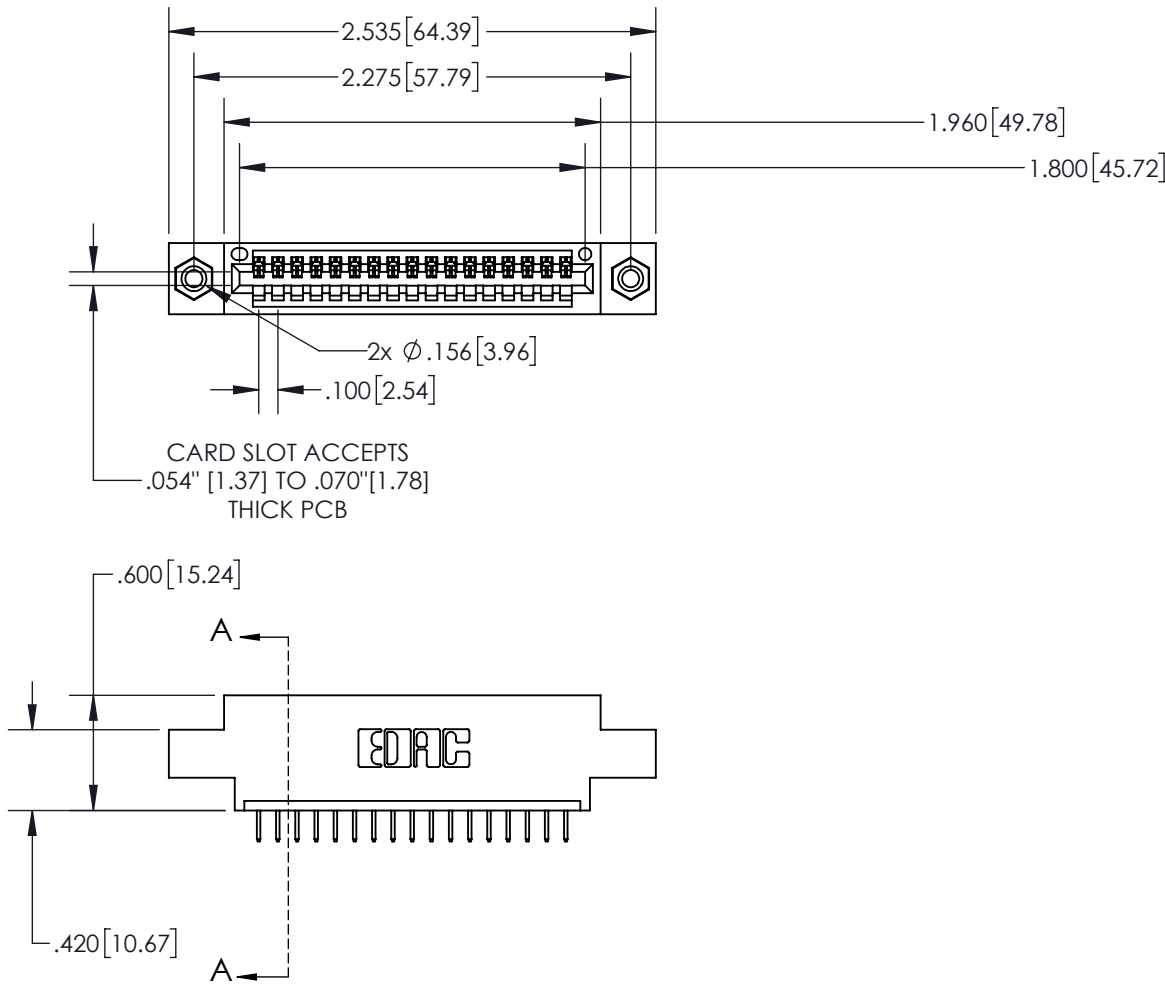 2.535[64.39]
2.275[57.79]
1.960[49.78]
1.800[45.72]
2x ∅.156[3.96]
.100[2.54]
CARD SLOT ACCEPTS
.054" [1.37] TO .070"[1.78]
THICK PCB
.600[15.24]
A
EDAC
.420[10.67]
A